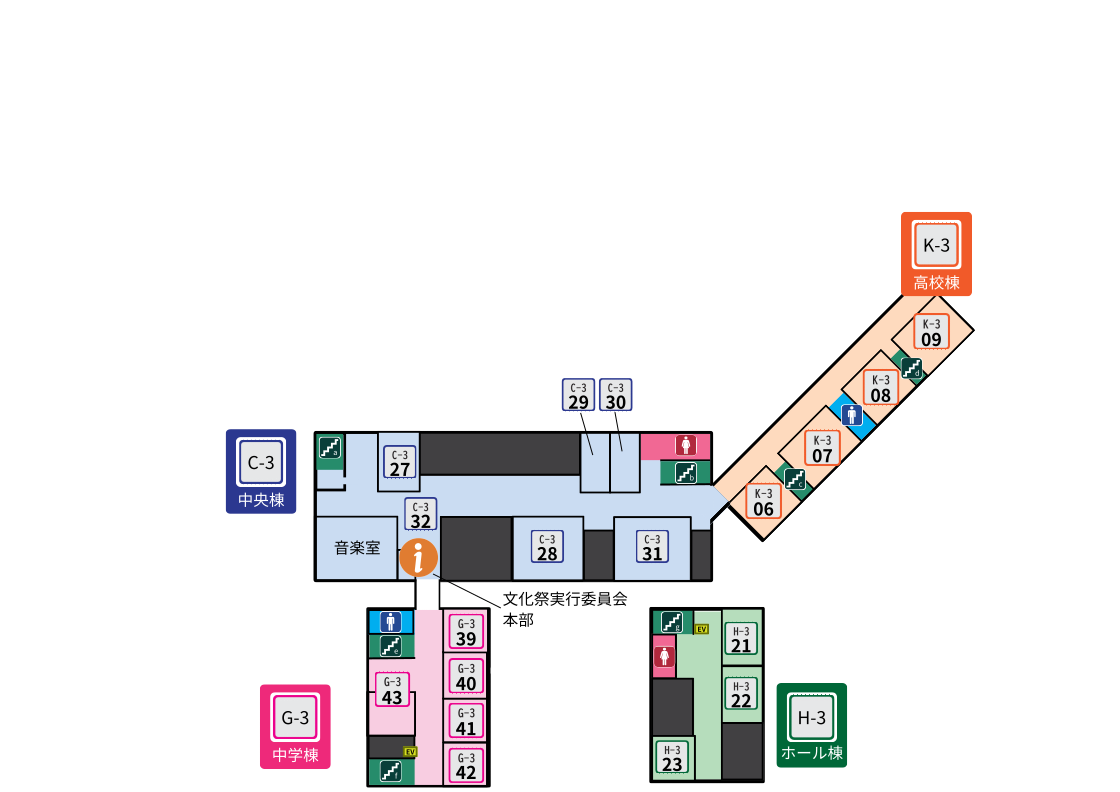 K-3
高校棟
K-3
09
d
K-3
08
K-3
07
c
K-3
06
C-3
29
C-3
30
C-3
中央棟
a
C-3
27
b
C-3
32
音楽室
i
C-3
28
C-3
31
文化祭実行委員会
本部
G-3
中学棟
e
G-3
39
G-3
40
G-3
43
G-3
41
EV
f
G-3
42
g
EV
H-3
21
H-3
22
H-3
23
H-3
ホール棟